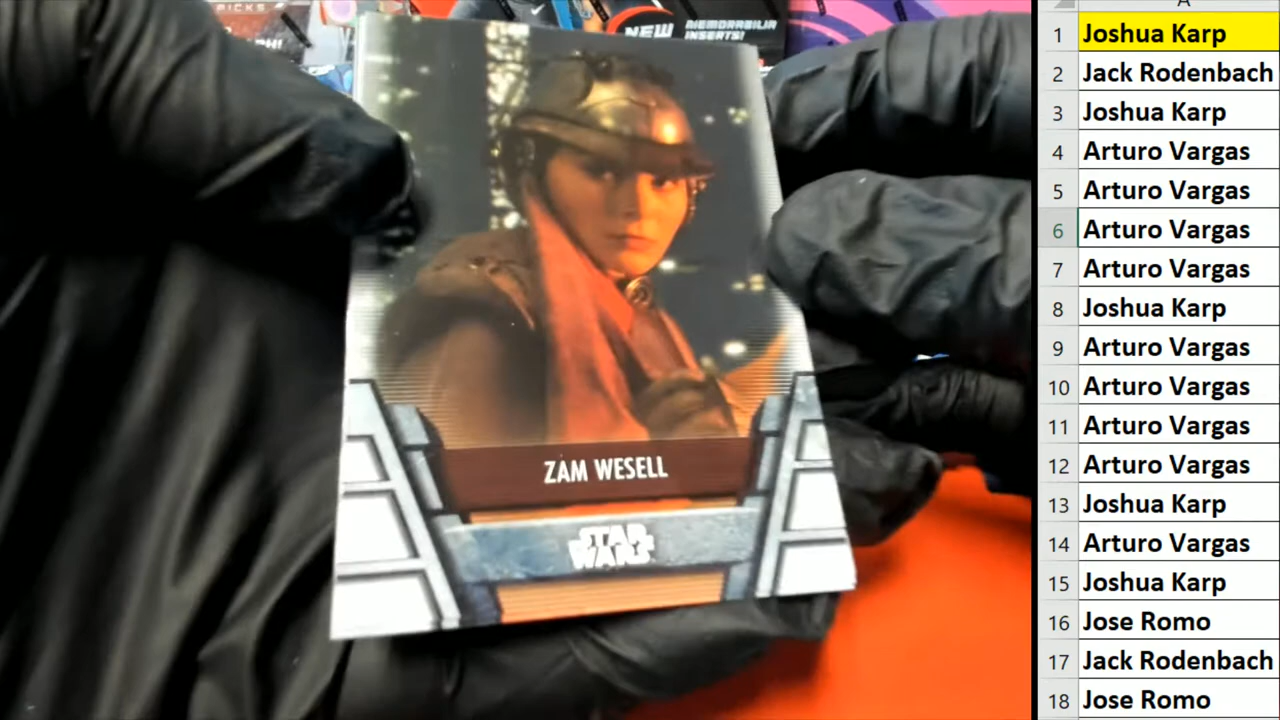 PICKS
NEW
MEMORABILIA
INSERTS!
ZAM WESELL
STAR
WARS
A
1 Joshua Karp
2 Jack Rodenbach
3 Joshua Karp
4 Arturo Vargas
5 Arturo Vargas
6 Arturo Vargas
7 Arturo Vargas
8 Joshua Karp
9 Arturo Vargas
10 Arturo Vargas
11 Arturo Vargas
12 Arturo Vargas
13 Joshua Karp
14 Arturo Vargas
15 Joshua Karp
16 Jose Romo
17 Jack Rodenbach
18 Jose Romo